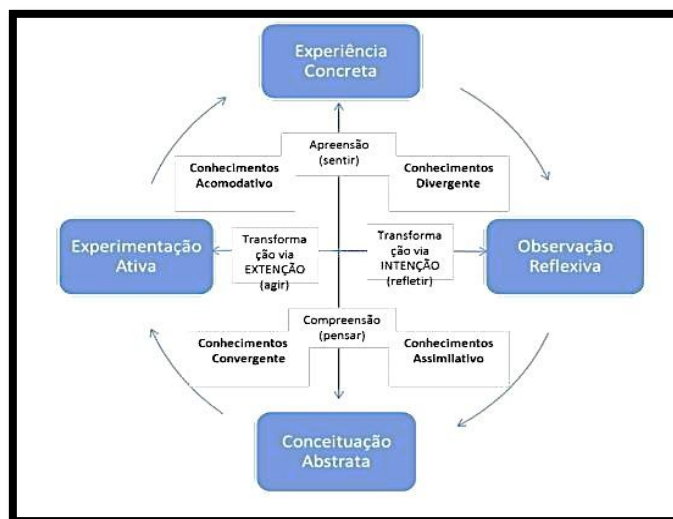 Experiência
Concreta
Apreensão
(sentir)
Conhecimentos
Acomodativo
Conhecimentos
Divergente
Experimentação
Ativa
Transforma
ção via
EXTENÇÃO
(agir)
Transforma
ção via
INTENÇÃO
(refletir)
Observação
Reflexiva
Compreensão
(pensar)
Conhecimentos
Convergente
Conhecimentos
Assimilativo
Conceituação
Abstrata